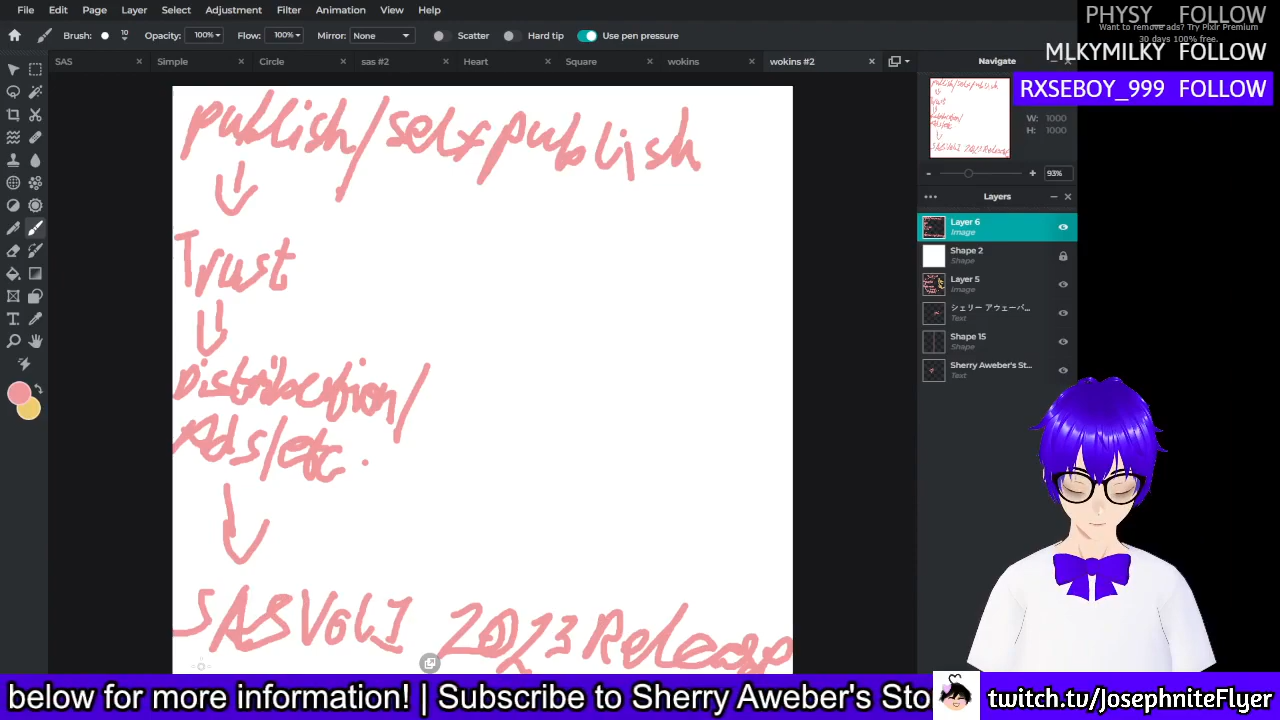 File Edit Page Layer Select Adjustment Filter Animation View Help
PHYSY_ FOLLOW
Want to remove ads? Try Pixlr Premium
30 days 100% free.
MLKYMILKY FOLLOW
RXSEBOY_999 FOLLOW
Brush: 10 Opacity: 100% Flow: 100% Mirror: None Scatter Hard tip Use pen pressure
SAS Simple Circle sas #2 Heart Square wokins wokins #2
Navigate
W: 1000
H: 1000
93%
Layers
Layer 6
Image
Shape 2
Shape
Layer 5
Image
シェリー アウェーバ...
Text
Shape 15
Shape
Sherry Aweber's St...
Text
publish/selfpublish
Trust
Distribution/
Ads/etc.
SAS Vol.1 2023 Release
below for more information! | Subscribe to Sherry Aweber's Sto
twitch.tv/JosephniteFlyer